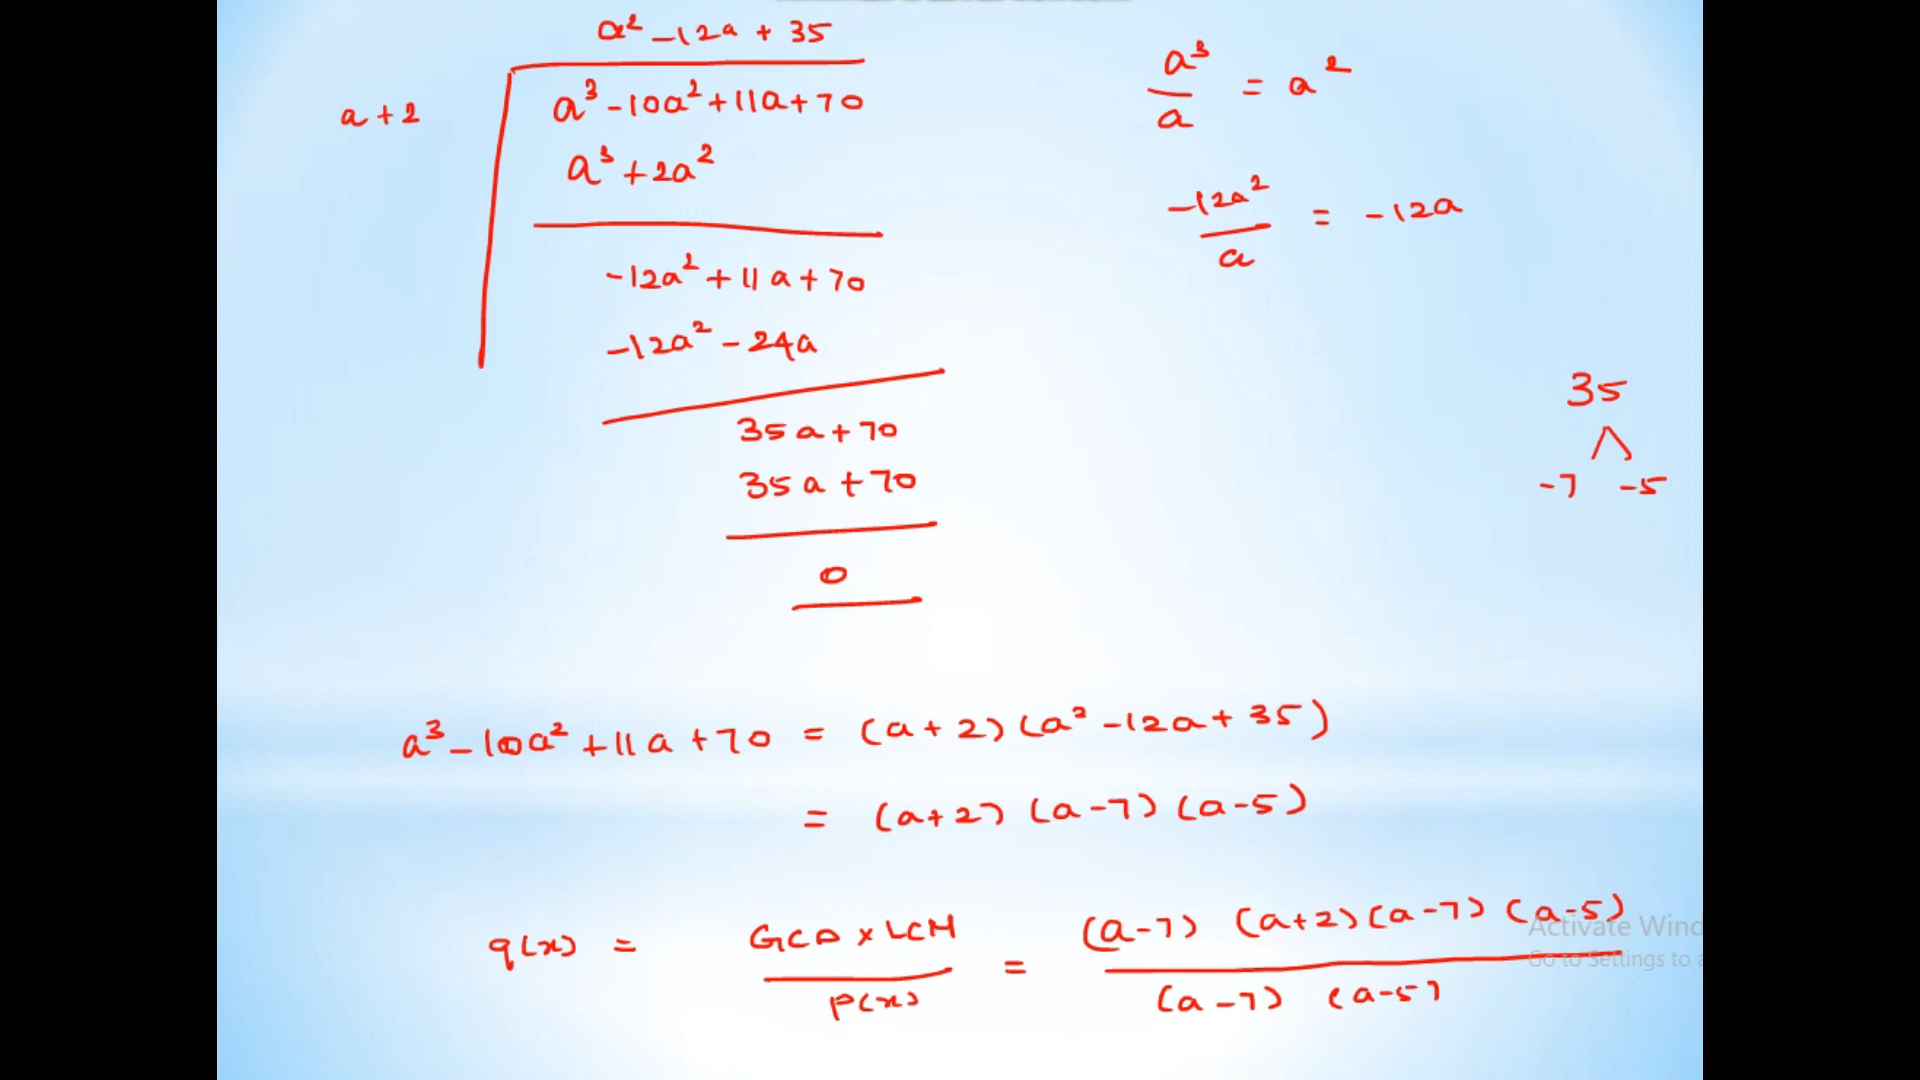 a² -12a + 35
a + 2
a³ -10a² +11a+70
a³ +2a²
-12a² + 11a+70
-12a² - 24a
35a+70
35a+70
0
a³/a = a²
-12a²/a = -12a
35
-7 -5
a³ -10a² +11a +70 = (a+2)(a² -12a+35)
= (a+2)(a-7)(a-5)
q(x) = GCD x LCM / P(x) = (a-7) (a+2)(a-7)(a-5) / (a-7) (a-5)
Activate Wind
Go to Settings to a